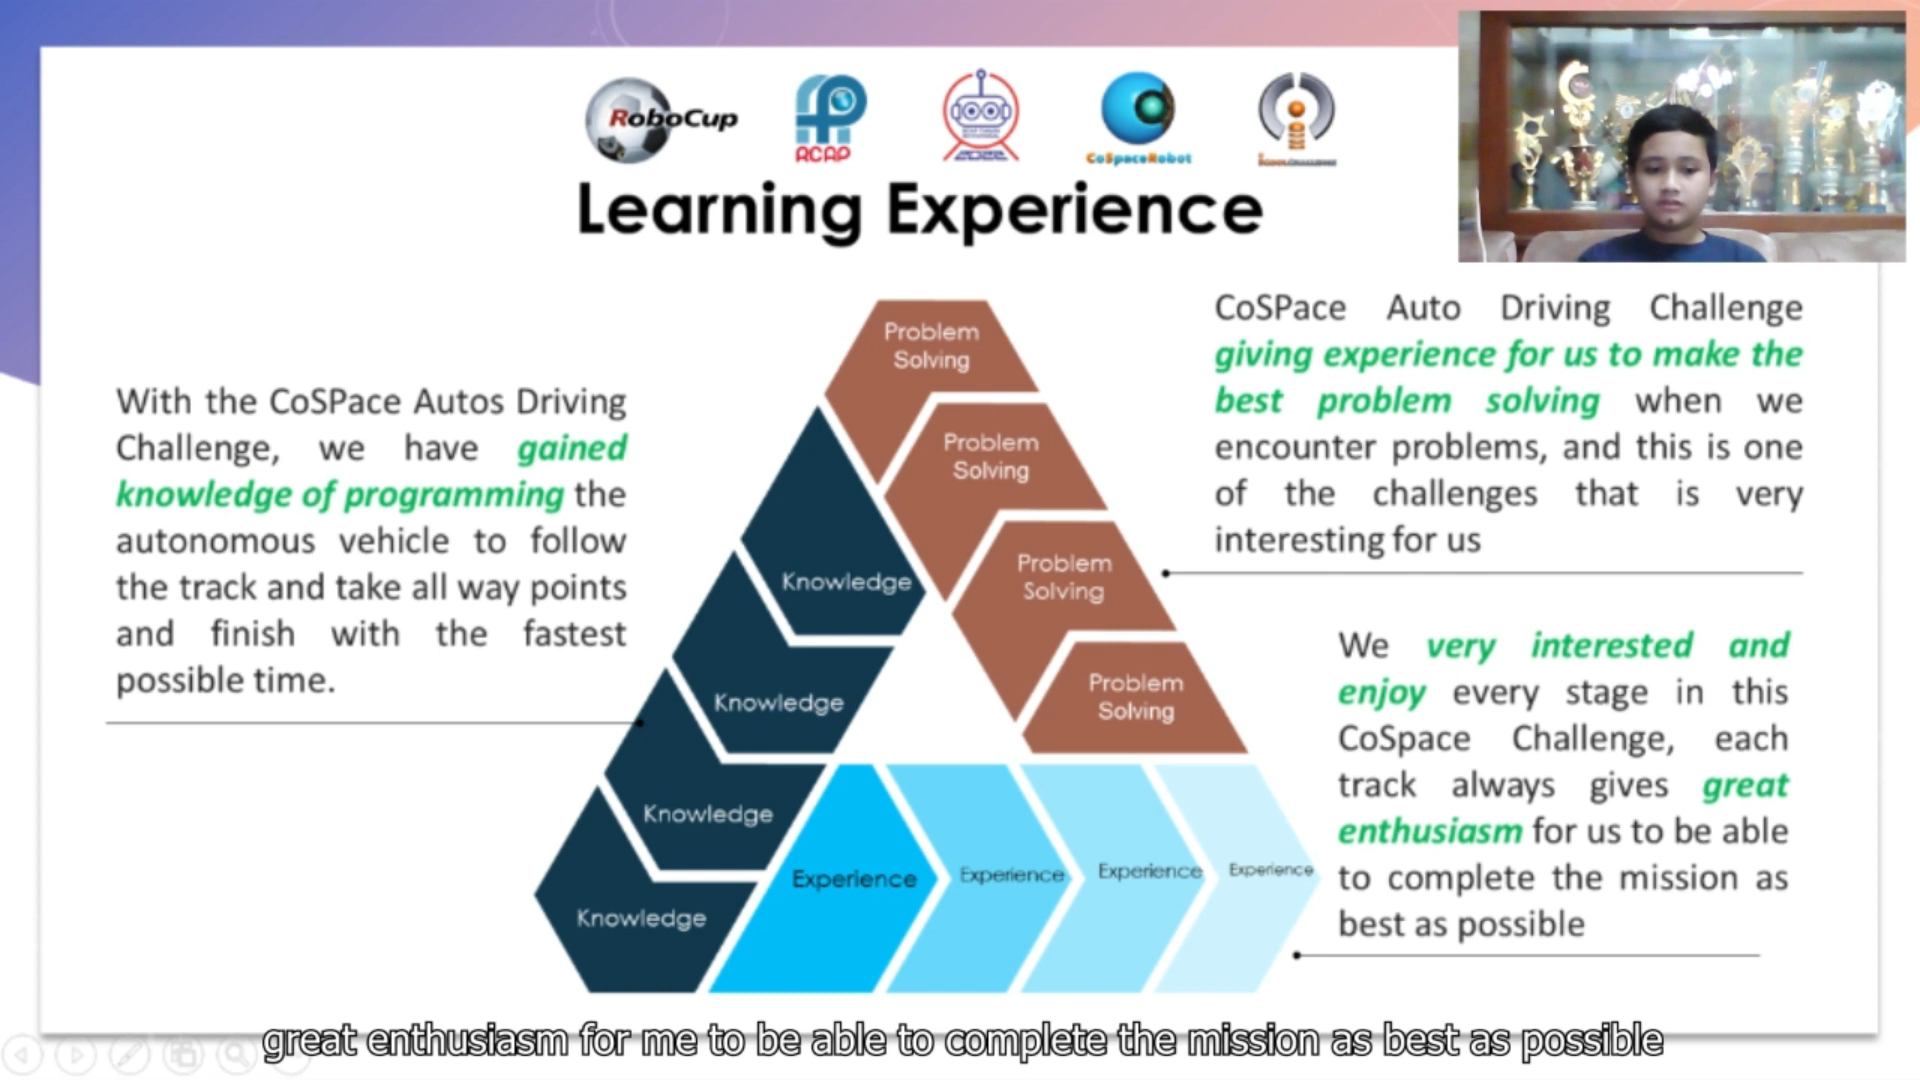 RoboCup
RCAP
CoSpaceRobot
Learning Experience
With the CoSPace Autos Driving
Challenge, we have gained
knowledge of programming the
autonomous vehicle to follow
the track and take all way points
and finish with the fastest
possible time.
Problem
Solving
Problem
Solving
Problem
Solving
Problem
Solving
Knowledge
Knowledge
Knowledge
Knowledge
Experience
Experience
Experience
Experience
CoSPace Auto Driving Challenge
giving experience for us to make the
best problem solving when we
encounter problems, and this is one
of the challenges that is very
interesting for us
We very interested and
enjoy every stage in this
CoSpace Challenge, each
track always gives great
enthusiasm for us to be able
to complete the mission as
best as possible
great enthusiasm for me to be able to complete the mission as best as possible